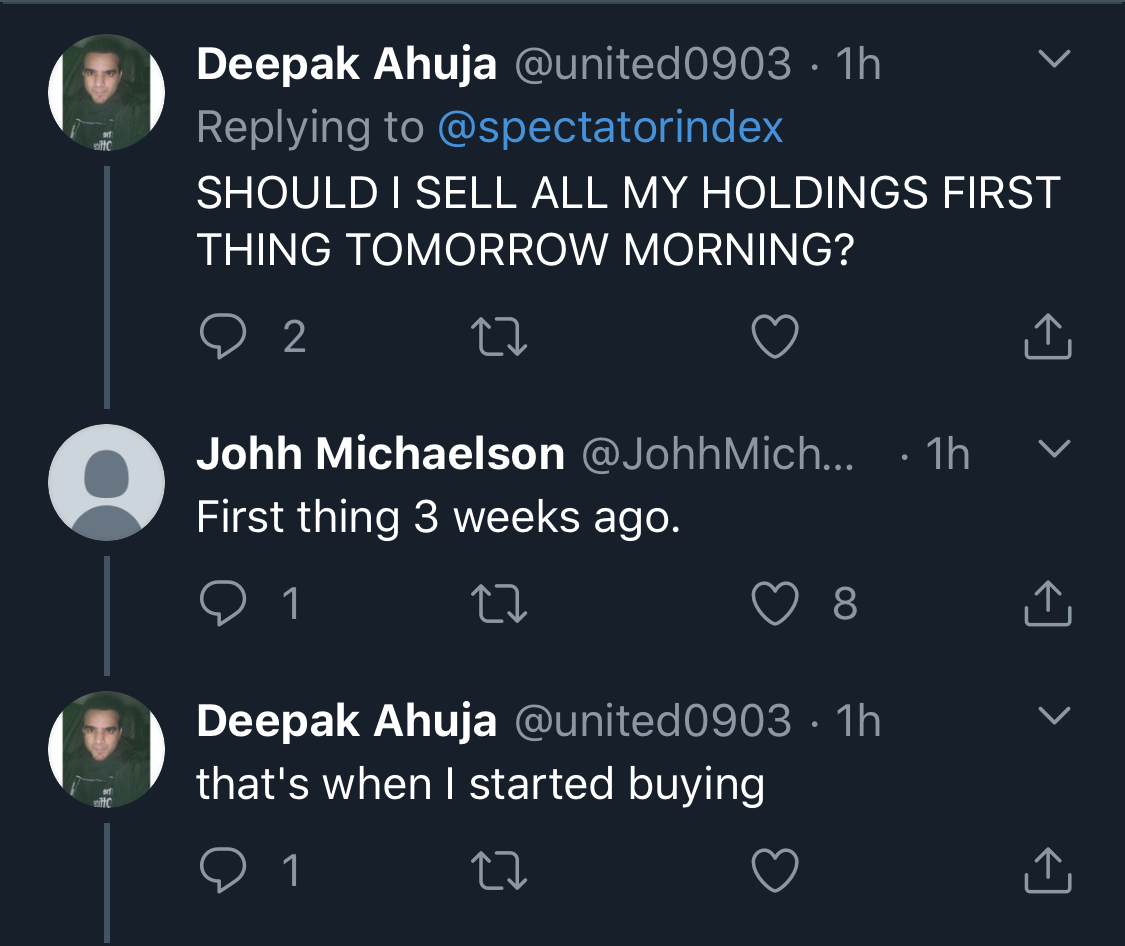 Deepak Ahuja @united0903 · 1h
Replying to @spectatorindex
SHOULD I SELL ALL MY HOLDINGS FIRST
THING TOMORROW MORNING?
2
Johh Michaelson @JohhMich... · 1h
First thing 3 weeks ago.
1 8
Deepak Ahuja @united0903 · 1h
that's when I started buying
1